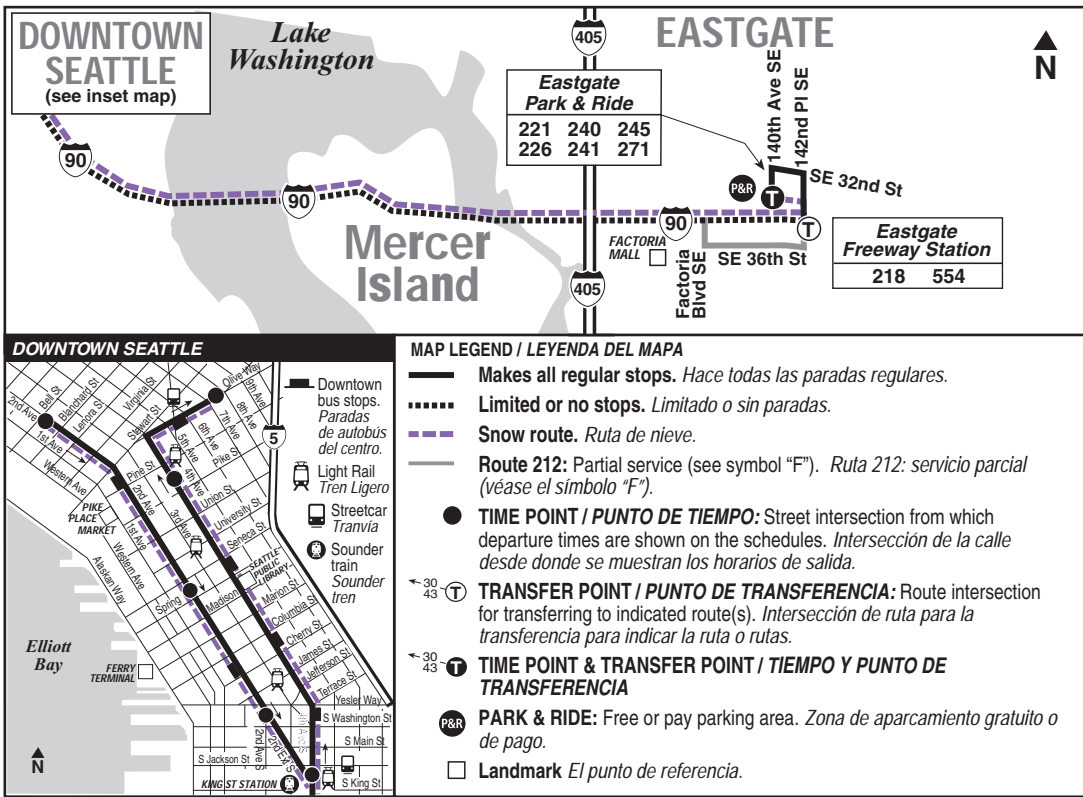 DOWNTOWN
SEATTLE
(see inset map)
Lake
Washington
405
EASTGATE
N
Eastgate
Park & Ride
221 240 245
226 241 271
140th Ave SE
142nd Pl SE
SE 32nd St
P&R
T
90
90
90
T
Mercer
Island
FACTORIA
MALL
Factoria
Blvd SE
SE 36th St
Eastgate
Freeway Station
218 554
405
DOWNTOWN SEATTLE
Bell St
Blanchard St
Lenora St
Virginia St
Stewart St
Olive Way
9th Ave
8th Ave
7th Ave
6th Ave
5th Ave
4th Ave
3rd Ave
2nd Ave
1st Ave
Western Ave
Pine St
Pike St
2nd Ave
1st Ave
Union St
University St
Seneca St
PIKE
PLACE
MARKET
Western Ave
Alaskan Way
Spring
Madison
SEATTLE
PUBLIC
LIBRARY
Marion St
Columbia St
Cherry St
James St
Jefferson St
Terrace St
Yesler Way
S Washington St
S Main St
S Jackson St
S King St
2nd Ave S
2nd Ext S
Elliott
Bay
FERRY
TERMINAL
KING ST STATION
N
5
Downtown
bus stops.
Paradas
de autobús
del centro.
Light Rail
Tren Ligero
Streetcar
Tranvía
Sounder
train
Sounder
tren
MAP LEGEND / LEYENDA DEL MAPA
Makes all regular stops. Hace todas las paradas regulares.
Limited or no stops. Limitado o sin paradas.
Snow route. Ruta de nieve.
Route 212: Partial service (see symbol “F”). Ruta 212: servicio parcial
(véase el símbolo “F”).
TIME POINT / PUNTO DE TIEMPO: Street intersection from which
departure times are shown on the schedules. Intersección de la calle
desde donde se muestran los horarios de salida.
30
43 T TRANSFER POINT / PUNTO DE TRANSFERENCIA: Route intersection
for transferring to indicated route(s). Intersección de ruta para la
transferencia para indicar la ruta o rutas.
30
43 T TIME POINT & TRANSFER POINT / TIEMPO Y PUNTO DE
TRANSFERENCIA
P&R PARK & RIDE: Free or pay parking area. Zona de aparcamiento gratuito o
de pago.
Landmark El punto de referencia.